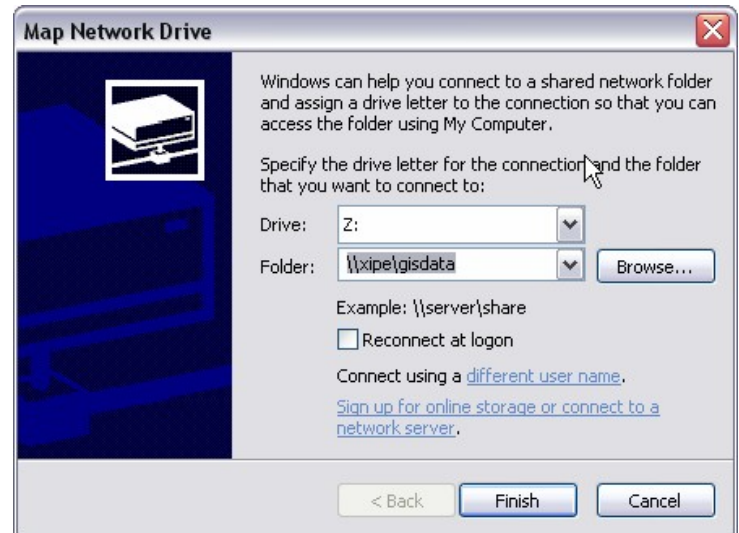 Map Network Drive
Windows can help you connect to a shared network folder
and assign a drive letter to the connection so that you can
access the folder using My Computer.
Specify the drive letter for the connection and the folder
that you want to connect to:
Drive: Z:
Folder: \\xipe\gisdata Browse...
Example: \\server\share
Reconnect at logon
Connect using a different user name.
Sign up for online storage or connect to a
network server.
< Back Finish Cancel